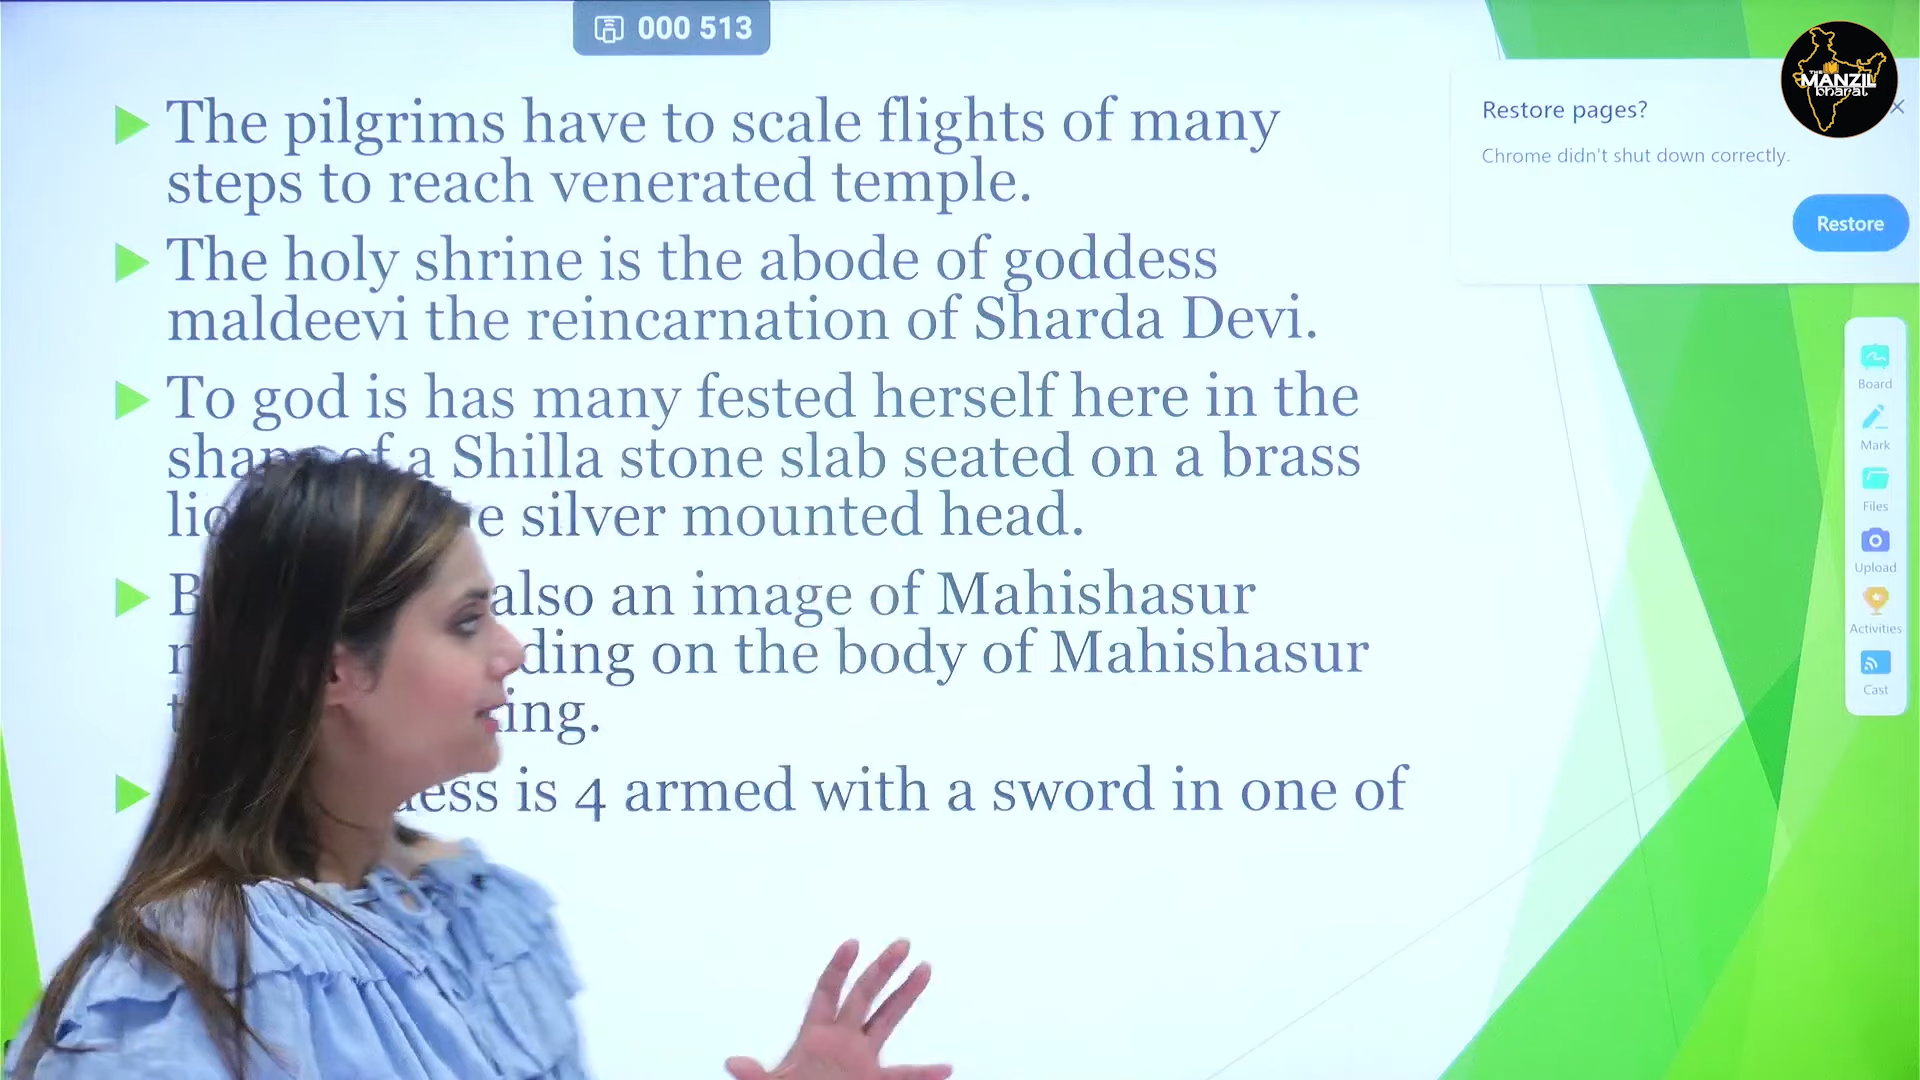 000 513
The pilgrims have to scale flights of many
steps to reach venerated temple.
The holy shrine is the abode of goddess
maldeevi the reincarnation of Sharda Devi.
To god is has many fested herself here in the
of a Shilla stone slab seated on a brass
silver mounted head.
also an image of Mahishasur
on the body of Mahishasur
is 4 armed with a sword in one of
THE
MANZIL
bharat
Restore pages?
Chrome didn't shut down correctly.
Restore
Board
Mark
Files
Upload
Activities
Cast